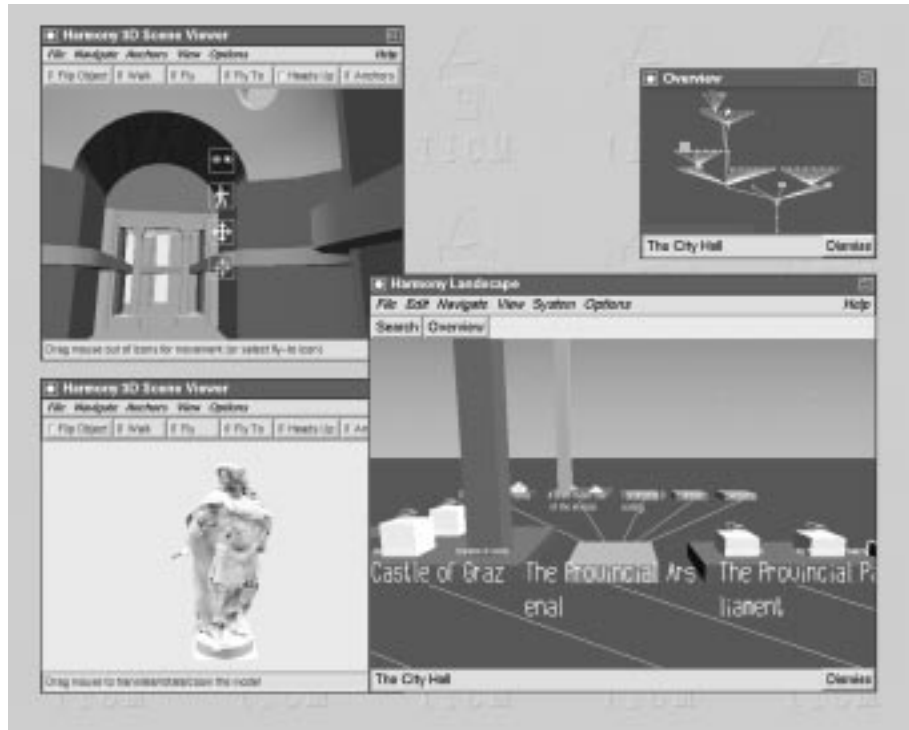 Harmony 3D Scene Viewer
File Navigate Anchors View Options Help
Flip Object Walk Fly Fly To Heads Up Anchors
Drag mouse out of icons for movement (or select fly-to icon)
Overview
The City Hall Dismiss
Harmony Landscape
File Edit Navigate View System Options Help
Search Overview
Castle of Graz The Provincial Ars The Provincial Pa
enal liament
The City Hall Dismiss
Harmony 3D Scene Viewer
File Navigate Anchors View Options
Flip Object Walk Fly Fly To Heads Up An
Drag mouse to translate/rotate/zoom the model